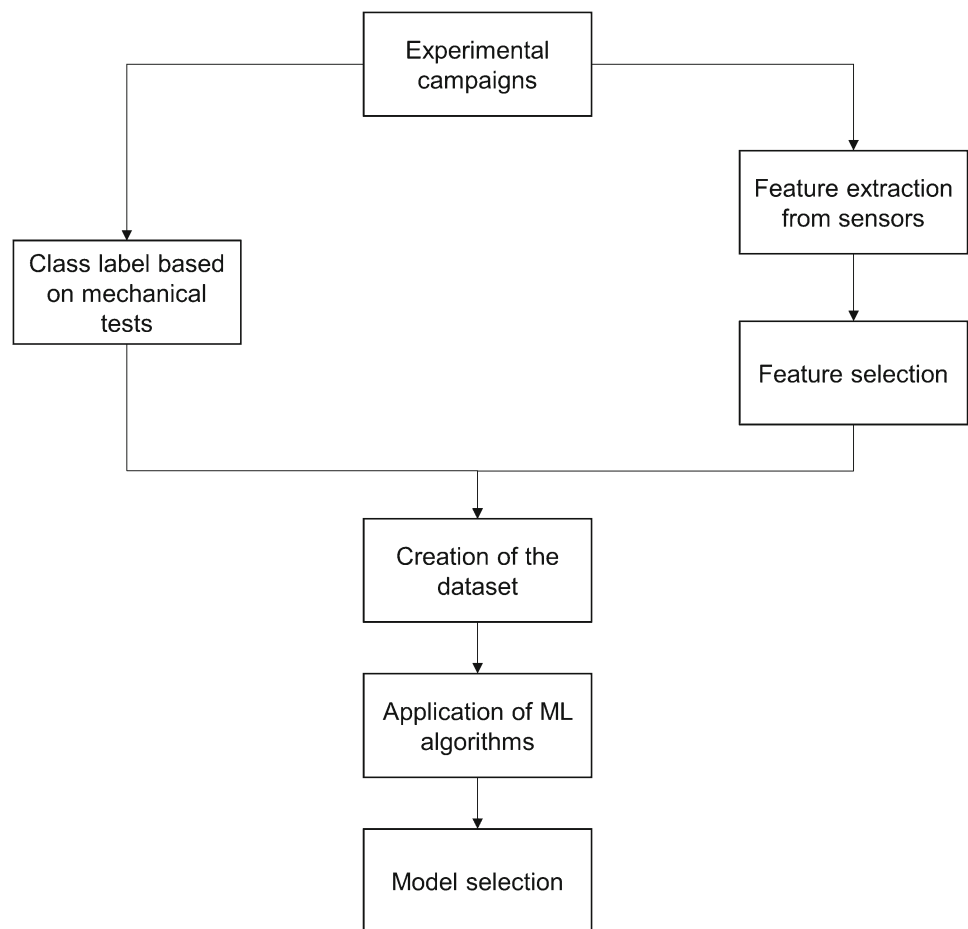 Experimental
campaigns
Feature extraction
from sensors
Class label based
on mechanical
tests
Feature selection
Creation of the
dataset
Application of ML
algorithms
Model selection